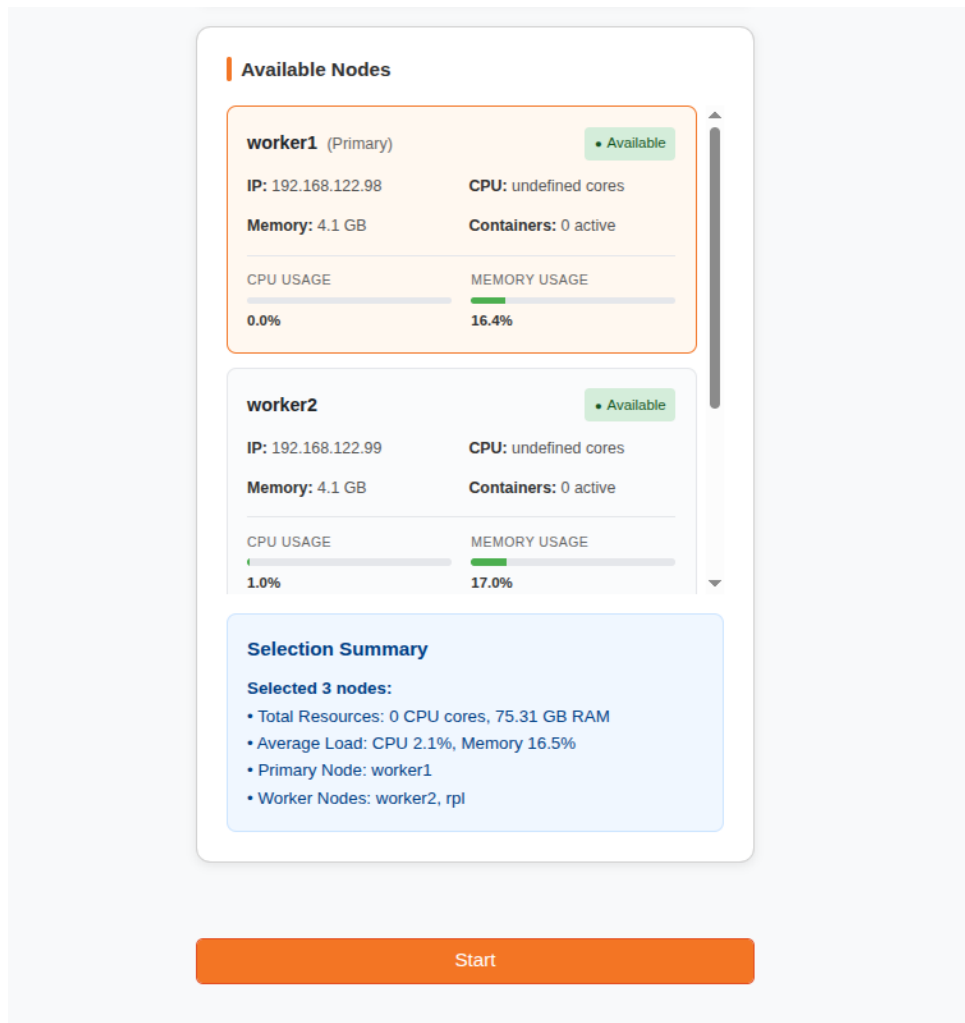 Available Nodes
worker1 (Primary)
• Available
IP: 192.168.122.98
CPU: undefined cores
Memory: 4.1 GB
Containers: 0 active
CPU USAGE
MEMORY USAGE
0.0%
16.4%
worker2
• Available
IP: 192.168.122.99
CPU: undefined cores
Memory: 4.1 GB
Containers: 0 active
CPU USAGE
MEMORY USAGE
1.0%
17.0%
Selection Summary
Selected 3 nodes:
• Total Resources: 0 CPU cores, 75.31 GB RAM
• Average Load: CPU 2.1%, Memory 16.5%
• Primary Node: worker1
• Worker Nodes: worker2, rpl
Start